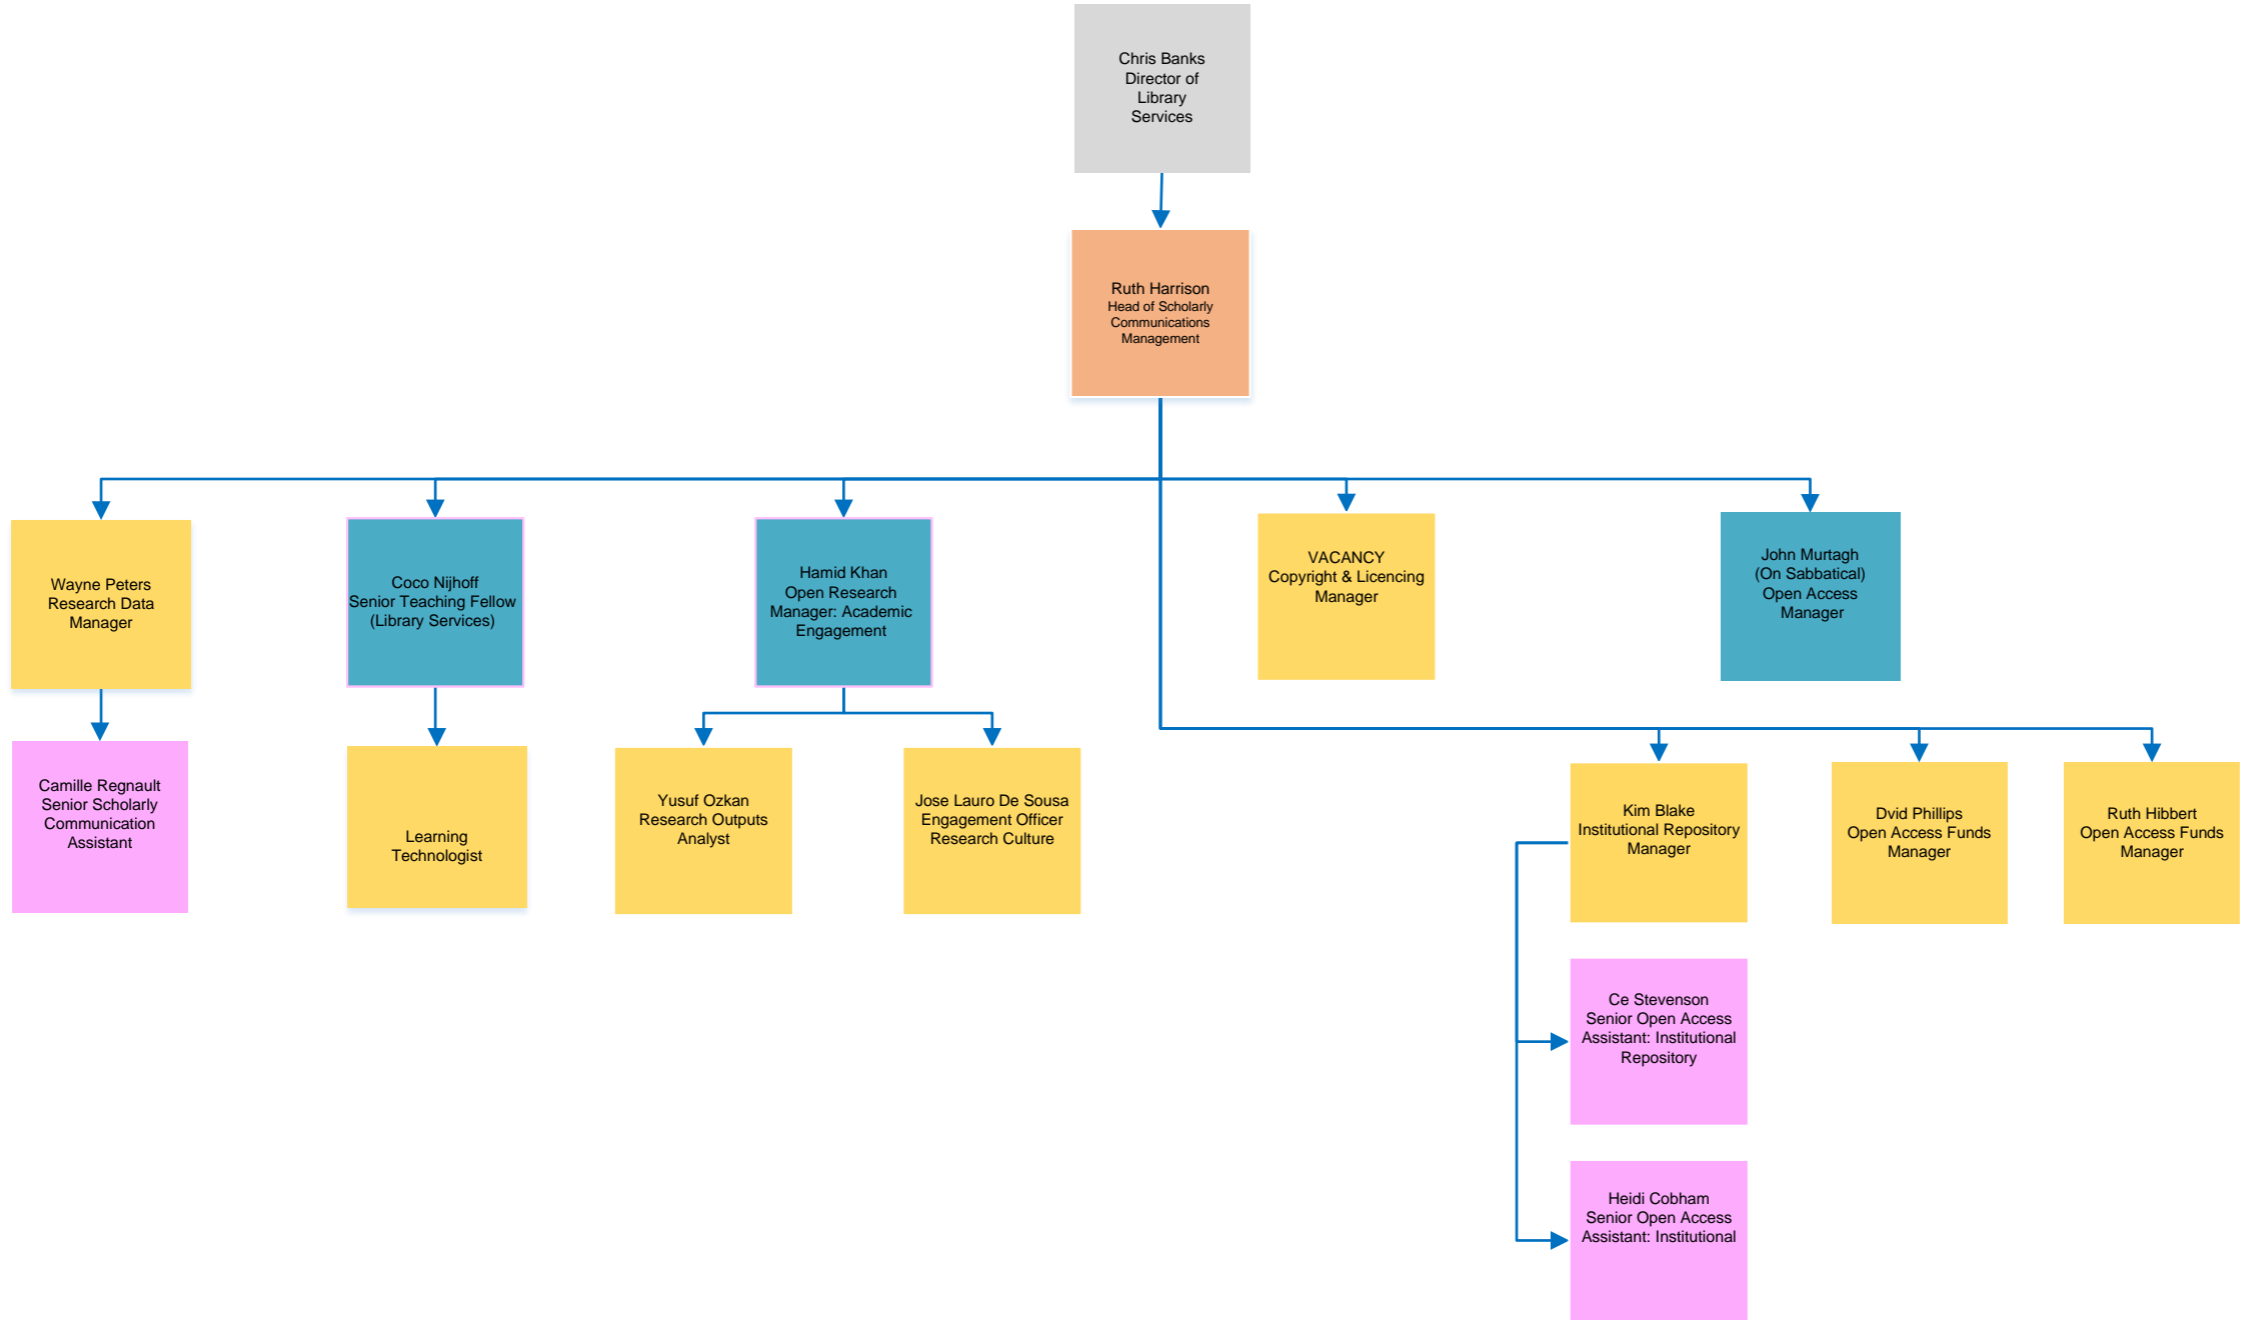 Chris Banks
Director of
Library
Services
Ruth Harrison
Head of Scholarly
Communications
Management
Wayne Peters
Research Data
Manager
Coco Nijhoff
Senior Teaching Fellow
(Library Services)
Hamid Khan
Open Research
Manager: Academic
Engagement
VACANCY
Copyright & Licencing
Manager
John Murtagh
(On Sabbatical)
Open Access
Manager
Camille Regnault
Senior Scholarly
Communication
Assistant
Learning
Technologist
Yusuf Ozkan
Research Outputs
Analyst
Jose Lauro De Sousa
Engagement Officer
Research Culture
Kim Blake
Institutional Repository
Manager
Dvid Phillips
Open Access Funds
Manager
Ruth Hibbert
Open Access Funds
Manager
Ce Stevenson
Senior Open Access
Assistant: Institutional
Repository
Heidi Cobham
Senior Open Access
Assistant: Institutional